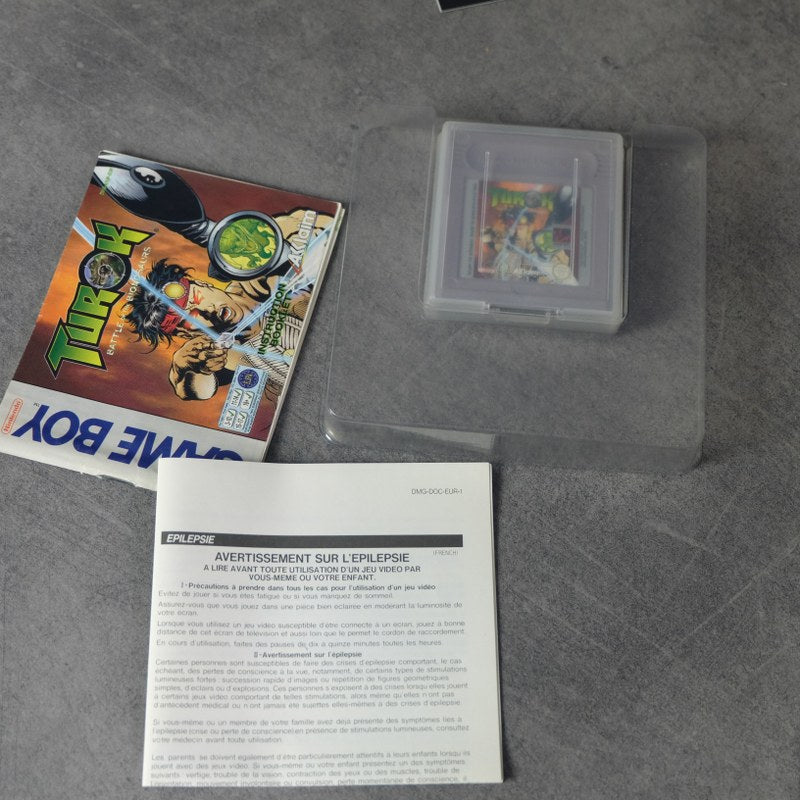 TUROK
BATTLE OF THE BIONOSAURS
AKklaim
INSTRUCTION
BOOKLET
Nintendo
GAME BOY
TUROK
DMG-DOC-EUR-1
EPILEPSIE
(FRENCH)
AVERTISSEMENT SUR L'EPILEPSIE
A LIRE AVANT TOUTE UTILISATION D'UN JEU VIDEO PAR
VOUS-MEME OU VOTRE ENFANT.
I-Précautions à prendre dans tous les cas pour l'utilisation d'un jeu vidéo
Evitez de jouer si vous êtes fatigué ou si vous manquez de sommeil.
Assurez-vous que vous jouez dans une pièce bien éclairée en modérant la luminosité de
votre écran.
Lorsque vous utilisez un jeu vidéo susceptible d'être connecté à un écran, jouez à bonne
distance de cet écran de télévision et aussi loin que le permet le cordon de raccordement.
En cours d'utilisation, faites des pauses de dix à quinze minutes toutes les heures.
II-Avertissement sur l'épilepsie
Certaines personnes sont susceptibles de faire des crises d'épilepsie comportant, le cas
échéant, des pertes de conscience à la vue, notamment, de certains types de stimulations
lumineuses fortes : succession rapide d'images ou répétition de figures géométriques
simples, d'éclairs ou d'explosions. Ces personnes s'exposent à des crises lorsqu'elles jouent
à certains jeux vidéo comportant de telles stimulations, alors même qu'elles n'ont pas
d'antécédent médical ou n'ont jamais été sujettes elles-mêmes à des crises d'épilepsie.
Si vous-même ou un membre de votre famille avez déjà présenté des symptômes liés à
l'épilepsie (crise ou perte de conscience) en présence de stimulations lumineuses, consultez
votre médecin avant toute utilisation.
Les parents se doivent également d'être particulièrement attentifs à leurs enfants lorsqu'ils
jouent avec des jeux vidéo. Si vous-même ou votre enfant présentez un des symptômes
suivants : vertige, trouble de la vision, contraction des yeux ou des muscles, trouble de
l'orientation, mouvement involontaire ou convulsion, perte momentanée de conscience, il